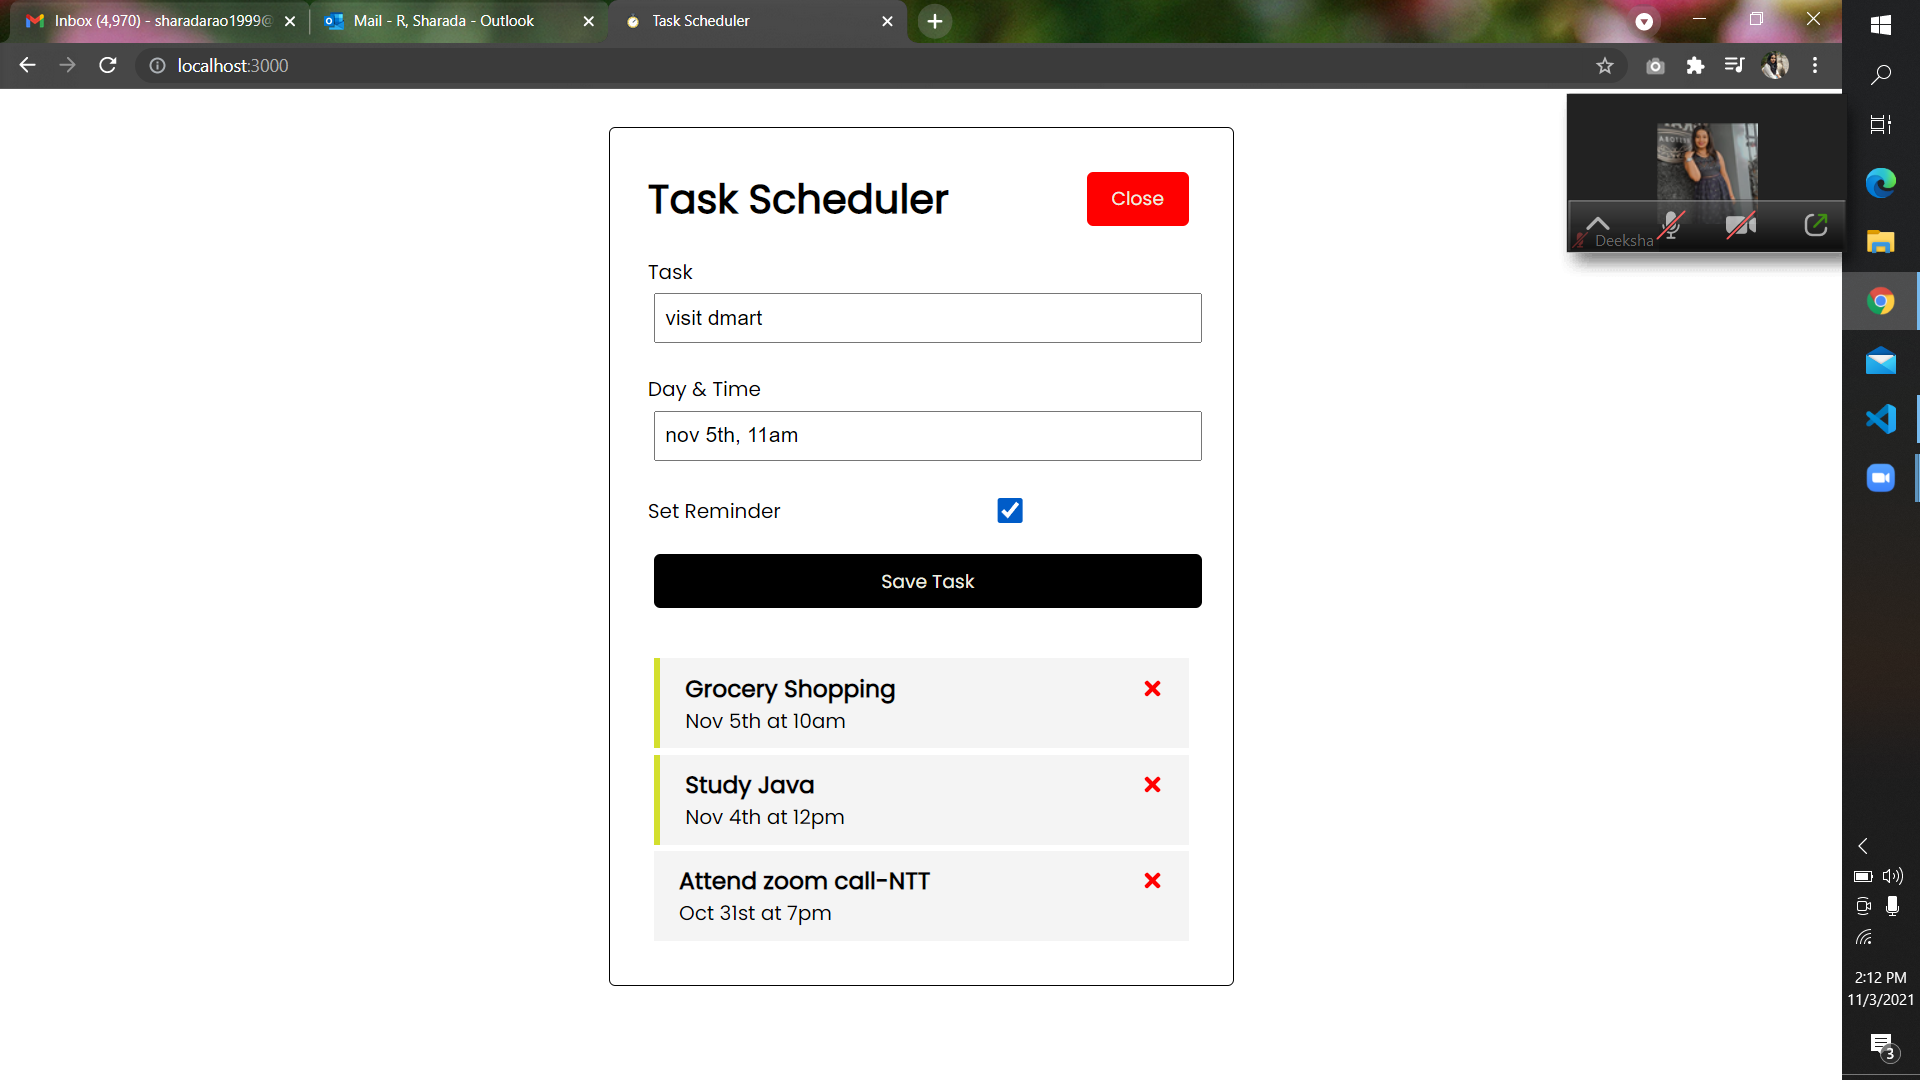 Inbox (4,970) - sharadarao1999@
Mail - R, Sharada - Outlook
Task Scheduler
localhost:3000
Deeksha
Task Scheduler
Close
Task
visit dmart
Day & Time
nov 5th, 11am
Set Reminder
Save Task
Grocery Shopping
Nov 5th at 10am
Study Java
Nov 4th at 12pm
Attend zoom call-NTT
Oct 31st at 7pm
2:12 PM
11/3/2021
3